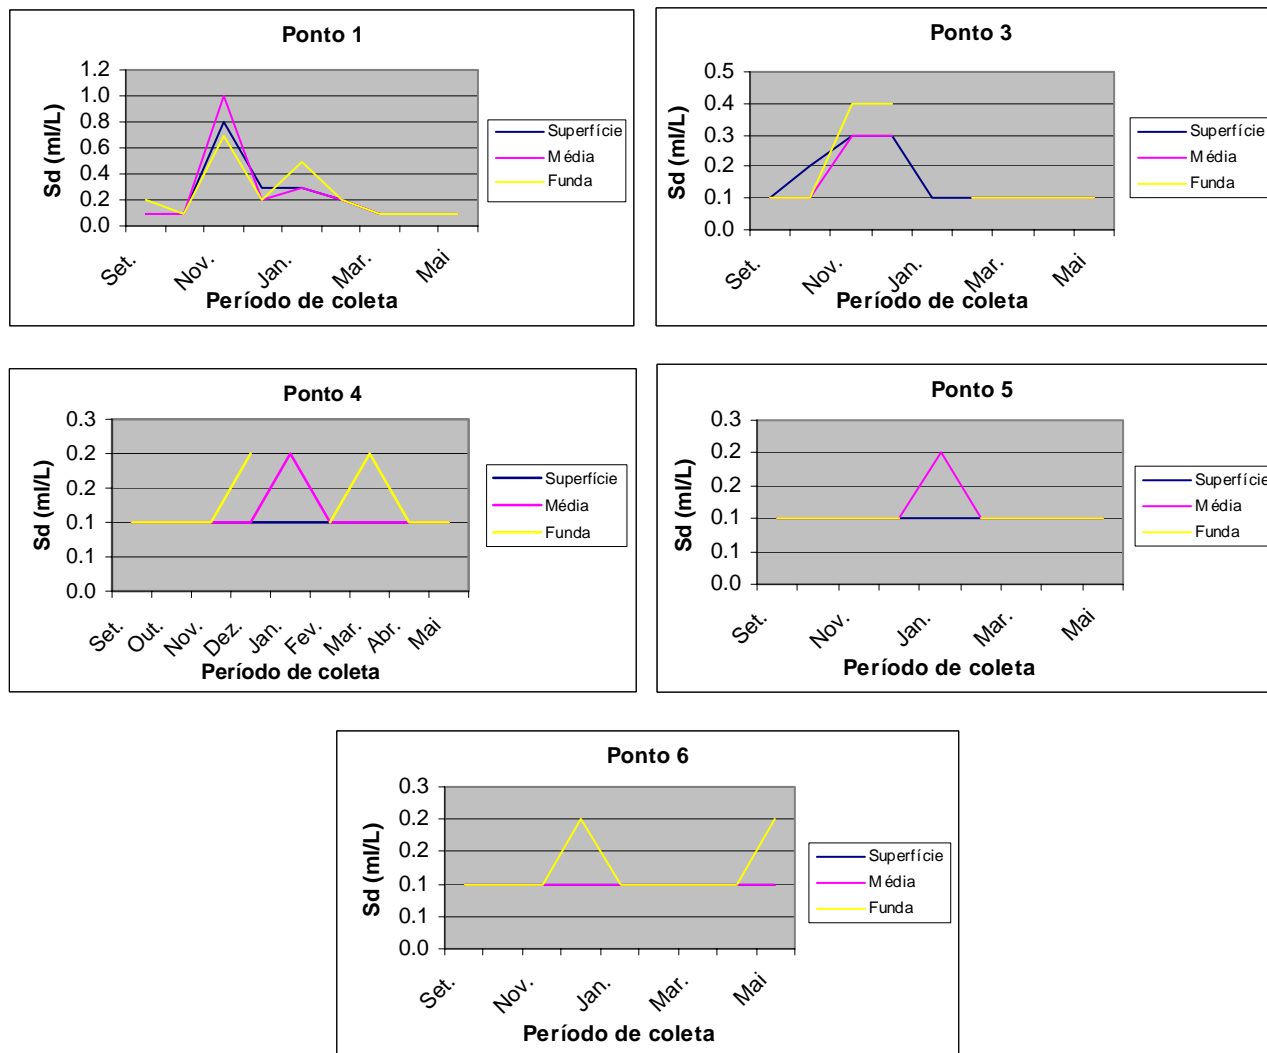 Ponto 1
1.2
1.0
0.8
0.6
0.4
0.2
0.0
Sd (ml/L)
Set.
Nov.
Jan.
Mar.
Mai
Período de coleta
Superfície
Média
Funda
Ponto 3
0.5
0.4
0.3
0.2
0.1
0.0
Sd (ml/L)
Set.
Nov.
Jan.
Mar.
Mai
Período de coleta
Superfície
Média
Funda
Ponto 4
0.3
0.2
0.2
0.1
0.1
0.0
Sd (ml/L)
Set.
Out.
Nov.
Dez.
Jan.
Fev.
Mar.
Abr.
Mai
Período de coleta
Superfície
Média
Funda
Ponto 5
0.3
0.2
0.2
0.1
0.1
0.0
Sd (ml/L)
Set.
Nov.
Jan.
Mar.
Mai
Período de coleta
Superfície
Média
Funda
Ponto 6
0.3
0.2
0.2
0.1
0.1
0.0
Sd (ml/L)
Set.
Nov.
Jan.
Mar.
Mai
Período de coleta
Superfície
Média
Funda